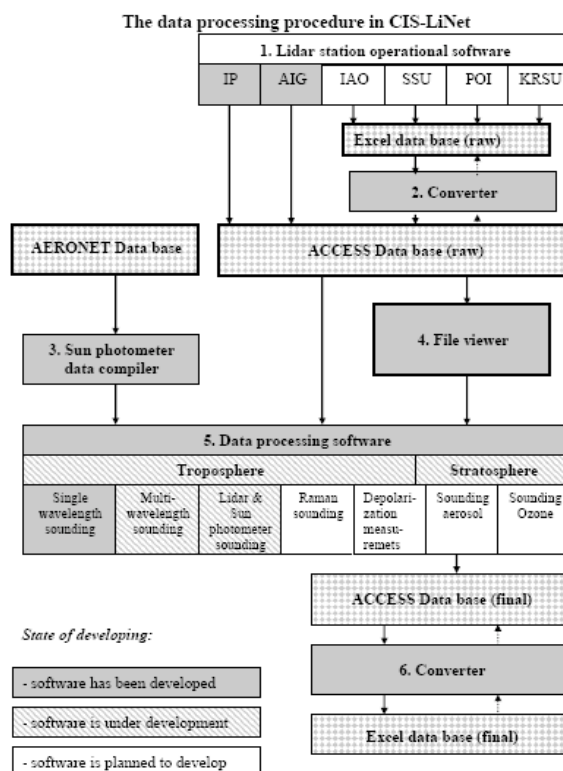 The data processing procedure in CIS-LiNet
1. Lidar station operational software
IP
AIG
IAO
SSU
POI
KRSU
Excel data base (raw)
2. Converter
AERONET Data base
ACCESS Data base (raw)
3. Sun photometer
data compiler
4. File viewer
5. Data processing software
Troposphere
Stratosphere
Single
wavelength
sounding
Multi-
wavelength
sounding
Lidar &
Sun
photometer
sounding
Raman
sounding
Depolari-
zation
measu-
remets
Sounding
aerosol
Sounding
Ozone
ACCESS Data base (final)
State of developing:
6. Converter
- software has been developed
- software is under development
Excel data base (final)
- software is planned to develop